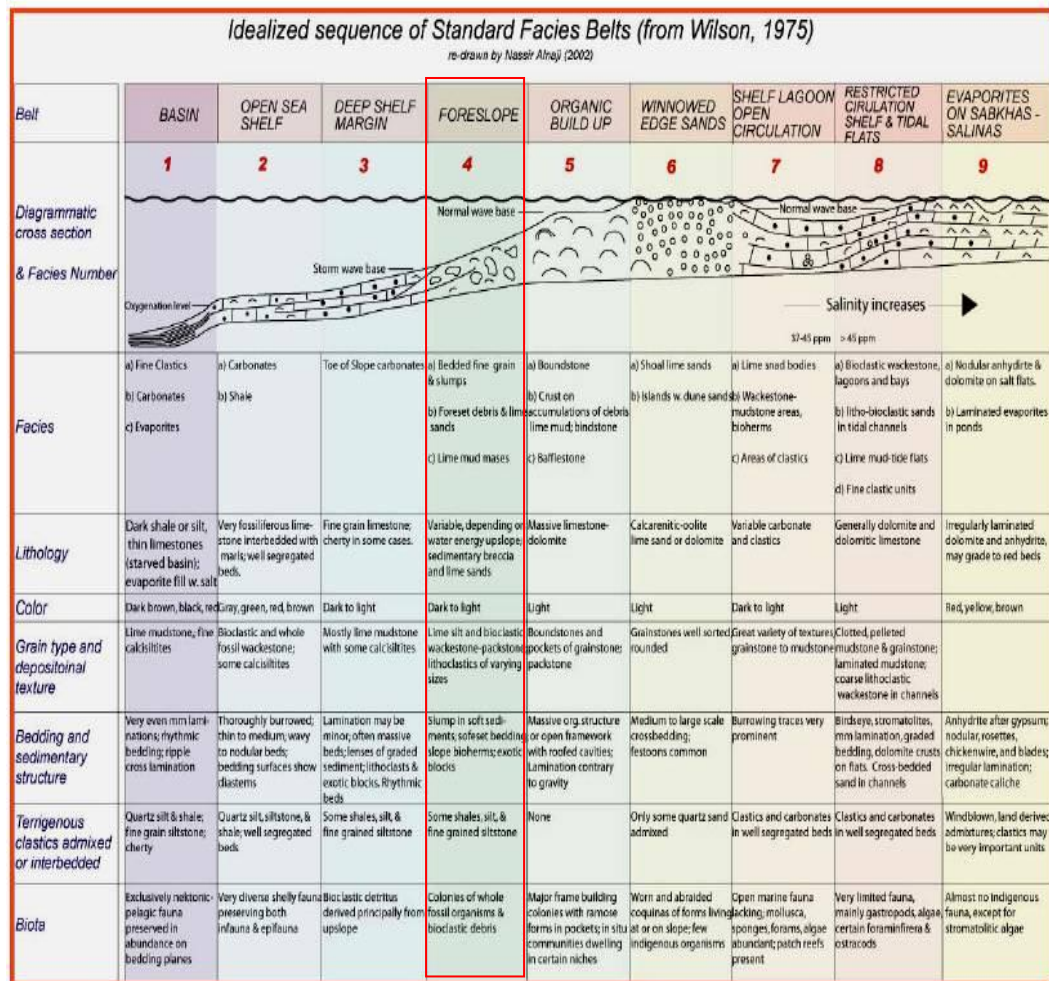 Idealized sequence of Standard Facies Belts (from Wilson, 1975)
re-drawn by Nassir Alnaji (2002)
Belt
BASIN
OPEN SEA
SHELF
DEEP SHELF
MARGIN
FORESLOPE
ORGANIC
BUILD UP
WINNOWED
EDGE SANDS
SHELF LAGOON
OPEN
CIRCULATION
RESTRICTED
CIRULATION
SHELF & TIDAL
FLATS
EVAPORITES
ON SABKHAS -
SALINAS
1
2
3
4
5
6
7
8
9
Diagrammatic
cross section
& Facies Number
Normal wave base
Normal wave base
Storm wave base
Oxygenation level
Salinity increases
37-45 ppm
> 45 ppm
Facies
a) Fine Clastics
b) Carbonates
c) Evaporites
a) Carbonates
b) Shale
Toe of Slope carbonates
a) Bedded fine grain
& slumps
b) Foreset debris & lime
sands
c) Lime mud mases
a) Boundstone
b) Crust on
accumulations of debris
lime mud; bindstone
c) Bafflestone
a) Shoal lime sands
b) Islands w. dune sands
a) Lime snad bodies
b) Wackestone-
mudstone areas,
bioherms
c) Areas of clastics
a) Bioclastic wackestone,
lagoons and bays
b) litho-bioclastic sands
in tidal channels
c) Lime mud-tide flats
d) Fine clastic units
a) Nodular anhydirte &
dolomite on salt flats.
b) Laminated evaporites
in ponds
Lithology
Dark shale or silt,
thin limestones
(starved basin);
evaporite fill w. salt
Very fossiliferous lime-
stone interbedded with
marls; well segregated
beds.
Fine grain limestone;
cherty in some cases.
Variable, depending on
water energy upslope;
sedimentary breccia
and lime sands
Massive limestone-
dolomite
Calcarenitic-oolite
lime sand or dolomite
Variable carbonate
and clastics
Generally dolomite and
dolomitic limestone
Irregularly laminated
dolomite and anhydrite,
may grade to red beds
Color
Dark brown, black, red
Gray, green, red, brown
Dark to light
Dark to light
Light
Light
Dark to light
Light
Red, yellow, brown
Grain type and
depositoinal
texture
Lime mudstone, fine
calcisiltites
Bioclastic and whole
fossil wackestone;
some calcisiltites
Mostly lime mudstone
with some calcisiltites
Lime silt and bioclastic
wackestone-packstone;
lithoclastics of varying
sizes
Boundstones and
pockets of grainstone;
packstone
Grainstones well sorted;
rounded
Great variety of textures;
grainstone to mudstone
Clotted, pelleted
mudstone & grainstone;
laminated mudstone;
coarse lithoclastic
wackestone in channels
Bedding and
sedimentary
structure
Very even mm lami-
nations; rhythmic
bedding; ripple
cross lamination
Thoroughly burrowed;
thin to medium; wavy
to nodular beds;
bedding surfaces show
diastems
Lamination may be
minor; often massive
beds; lenses of graded
sediment; lithoclasts &
exotic blocks. Rhythmic
beds
Slump in soft sedi-
ments; sofeset bedding;
slope bioherms; exotic
blocks
Massive org. structure
or open framework
with roofed cavities;
Lamination contrary
to gravity
Medium to large scale
crossbedding;
festoons common
Burrowing traces very
prominent
Birdseye, stromatolites,
mm lamination, graded
bedding, dolomite crusts
on flats. Cross-bedded
sand in channels
Anhydrite after gypsum;
nodular, rosettes,
chickenwire, and blades;
irregular lamination;
carbonate caliche
Terrigenous
clastics admixed
or interbedded
Quartz silt & shale;
fine grain siltstone;
cherty
Quartz silt, siltstone, &
shale; well segregated
beds
Some shales, silt, &
fine grained siltstone
Some shales, silt, &
fine grained siltstone
None
Only some quartz sand
admixed
Clastics and carbonates
in well segregated beds
Clastics and carbonates
in well segregated beds
Windblown, land derived
admixtures; clastics may
be very important units
Biota
Exclusively nektonic-
pelagic fauna
preserved in
abundance on
bedding planes
Very diverse shelly fauna
preserving both
infauna & epifauna
Bioclastic detritus
derived principally from
upslope
Colonies of whole
fossil organisms &
bioclastic debris
Major frame building
colonies with ramose
forms in pockets; in situ
communities dwelling
in certain niches
Worn and abraided
coquinas of forms living
at or on slope; few
indigenous organisms
Open marine fauna
lacking; mollusca,
sponges, forams, algae
abundant; patch reefs
present
Very limited fauna,
mainly gastropods, algae,
certain foraminfirera &
ostracods
Almost no indigenous
fauna, except for
stromatolitic algae